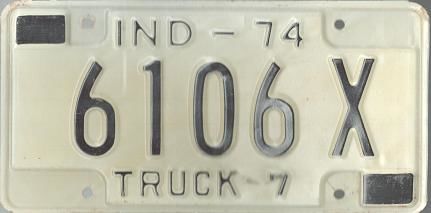 IND - 74
6106 X
TRUCK - 7